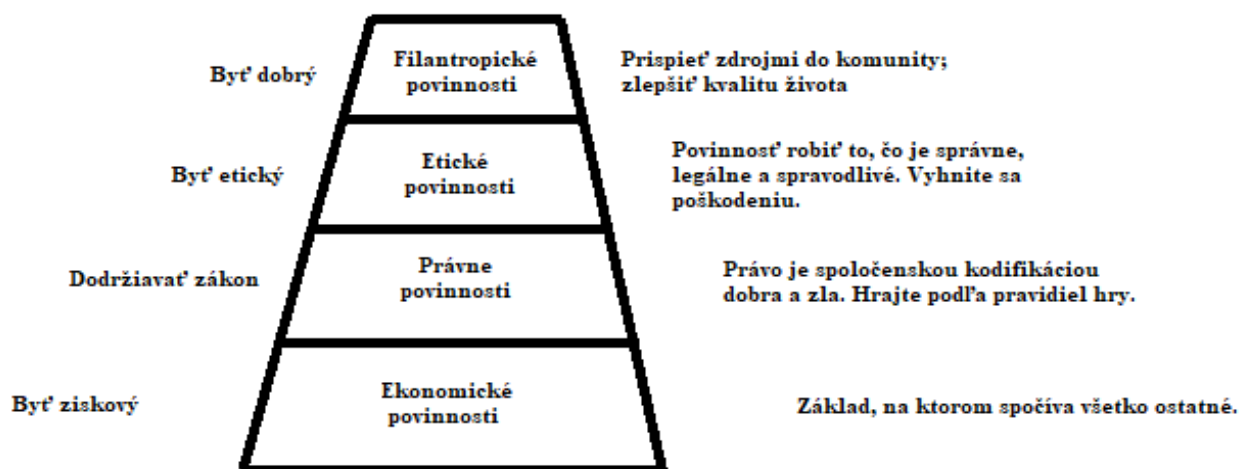 Byť dobrý
Filantropické
povinnosti
Prispieť zdrojmi do komunity;
zlepšiť kvalitu života
Byť etický
Etické
povinnosti
Povinnosť robiť to, čo je správne,
legálne a spravodlivé. Vyhnite sa
poškodeniu.
Dodržiavať zákon
Právne
povinnosti
Právo je spoločenskou kodifikáciou
dobra a zla. Hrajte podľa pravidiel hry.
Byť ziskový
Ekonomické
povinnosti
Základ, na ktorom spočíva všetko ostatné.